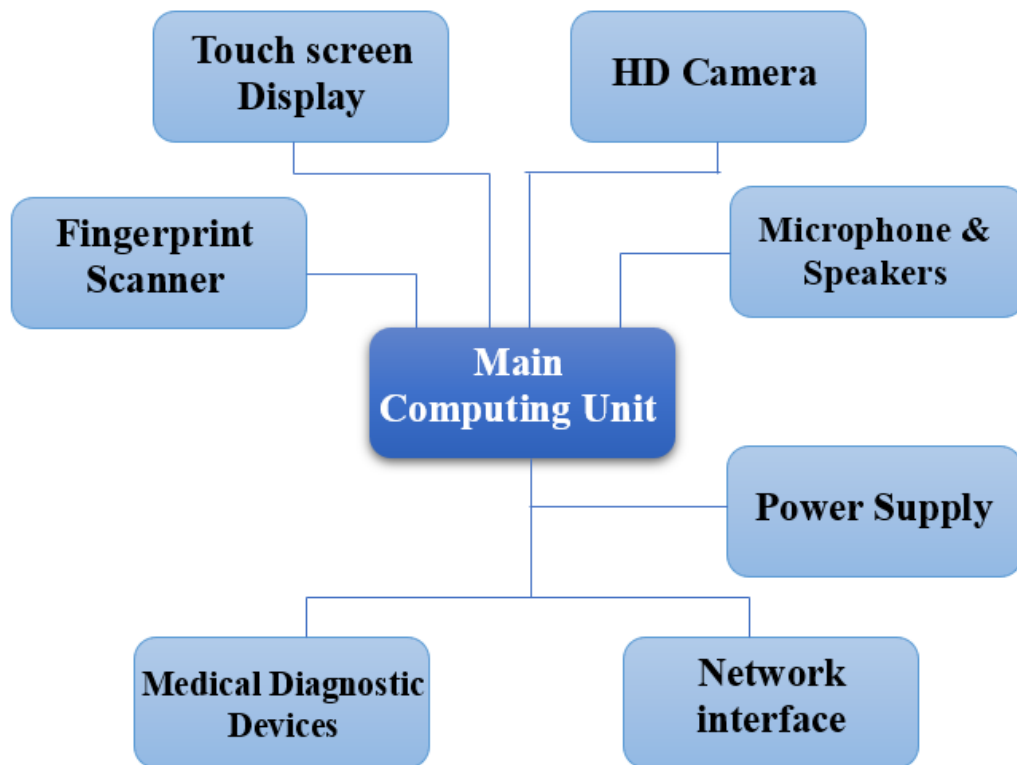 Touch screen
Display
HD Camera
Fingerprint
Scanner
Microphone &
Speakers
Main
Computing Unit
Power Supply
Medical Diagnostic
Devices
Network
interface